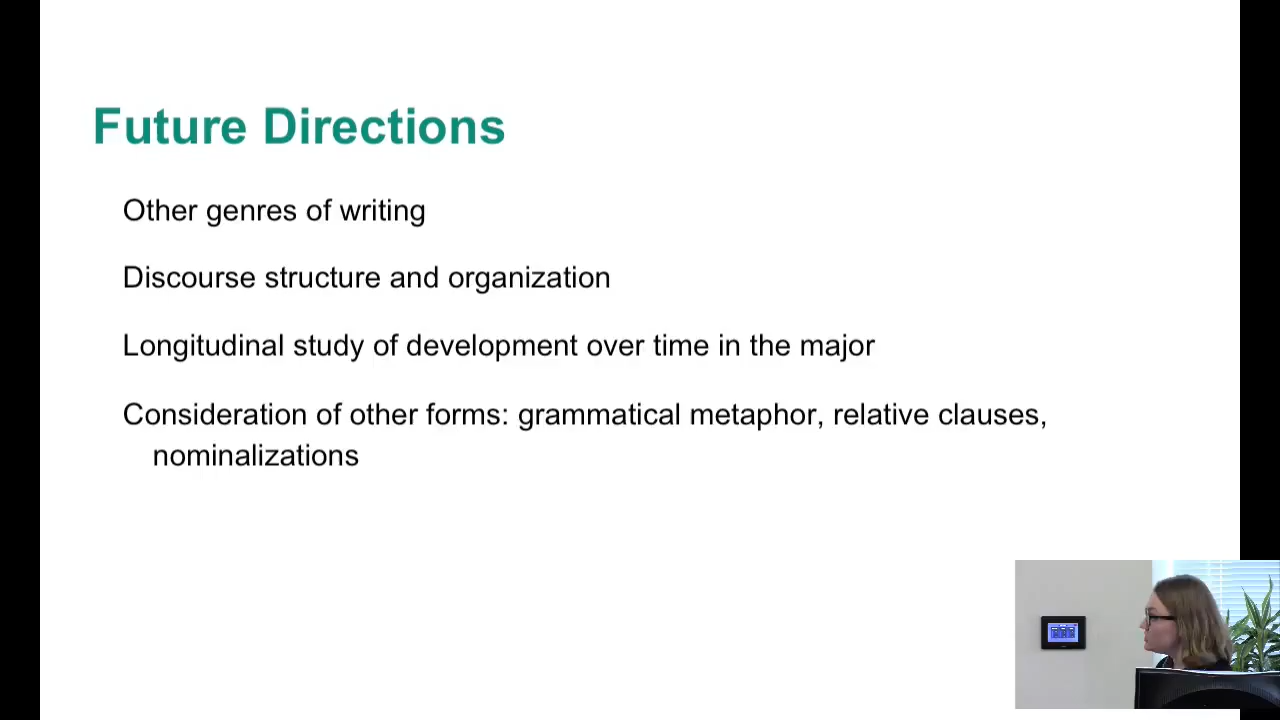 Future Directions
Other genres of writing
Discourse structure and organization
Longitudinal study of development over time in the major
Consideration of other forms: grammatical metaphor, relative clauses,
nominalizations